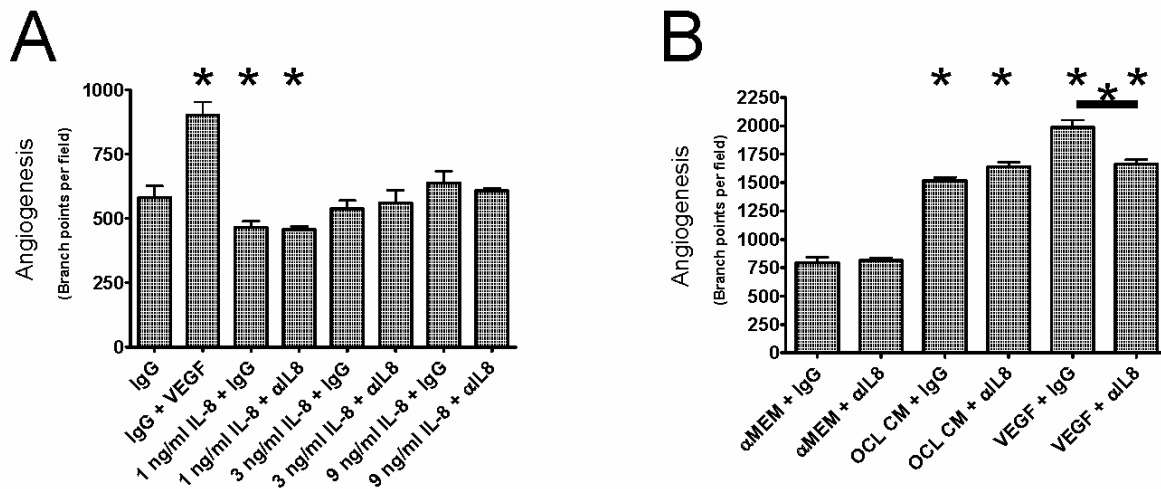 A
* * *
1000
750
500
250
0
Angiogenesis
(Branch points per field)
IgG
IgG + VEGF
1 ng/ml IL-8 + IgG
1 ng/ml IL-8 + αIL8
3 ng/ml IL-8 + IgG
3 ng/ml IL-8 + αIL8
9 ng/ml IL-8 + IgG
9 ng/ml IL-8 + αIL8
B
* * * *
*
2250
2000
1750
1500
1250
1000
750
500
250
0
Angiogenesis
(Branch points per field)
αMEM + IgG
αMEM + αIL8
OCL CM + IgG
OCL CM + αIL8
VEGF + IgG
VEGF + αIL8